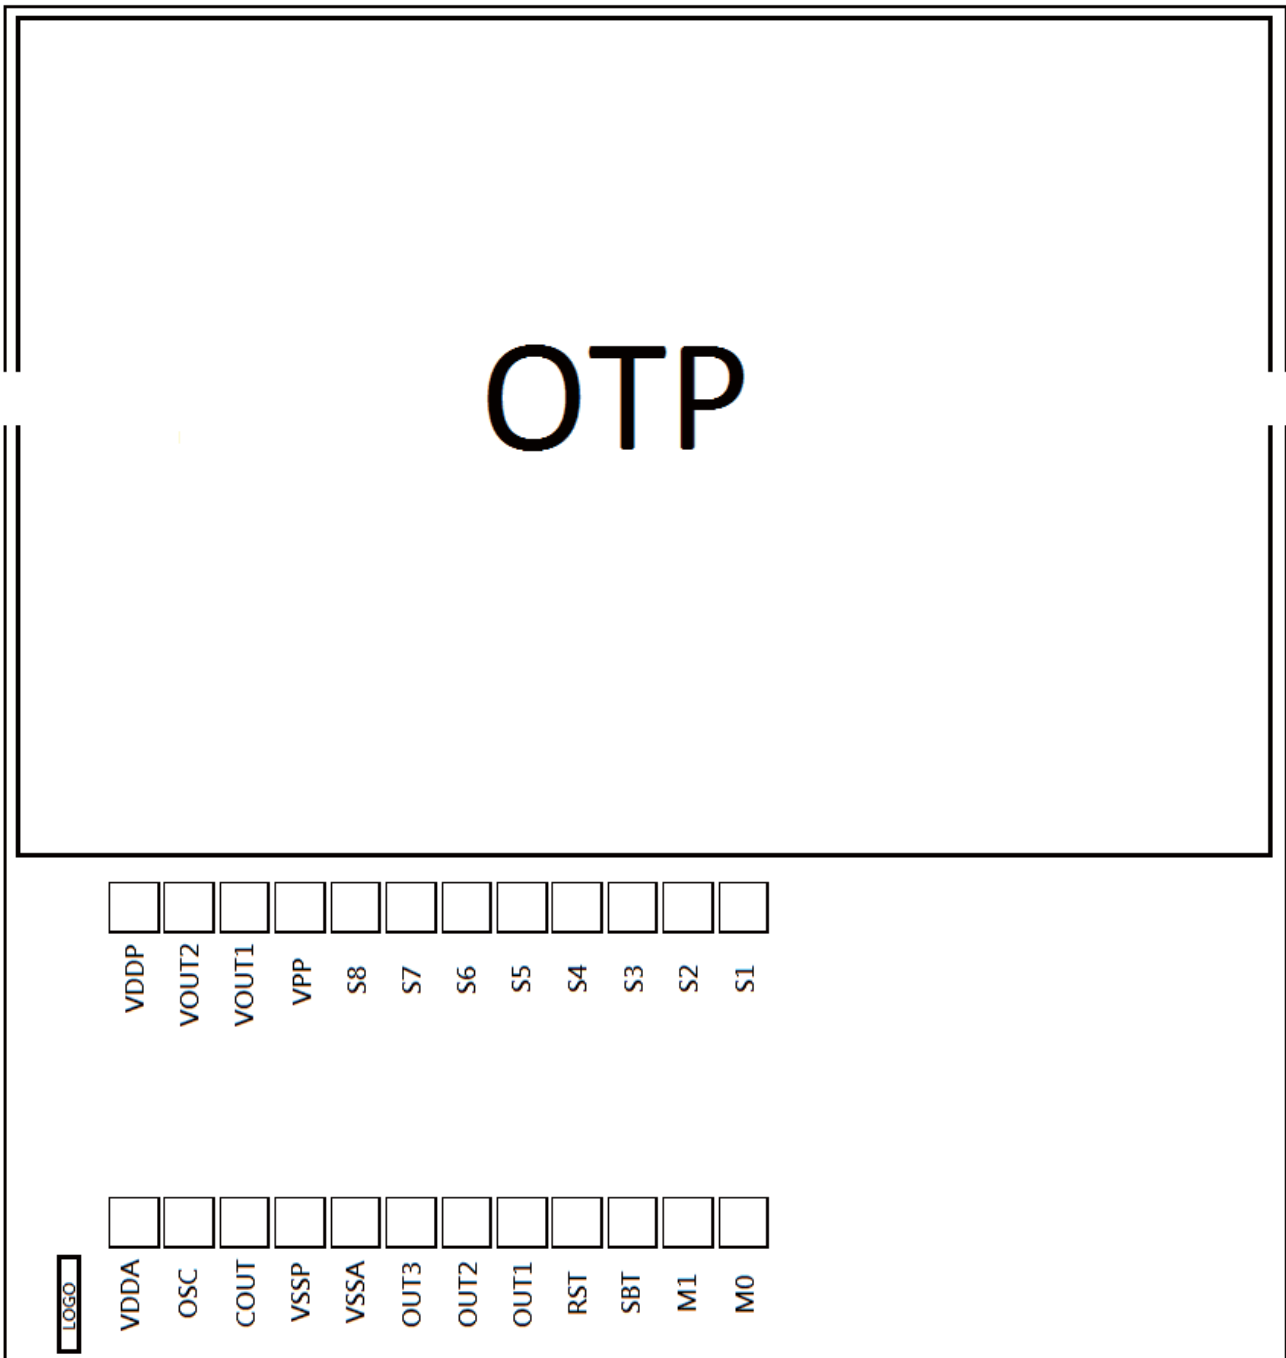 OTP
VDDP
VOUT2
VOUT1
VPP
S8
S7
S6
S5
S4
S3
S2
S1
LOGO
VDDA
OSC
COUT
VSSP
VSSA
OUT3
OUT2
OUT1
RST
SBT
M1
M0